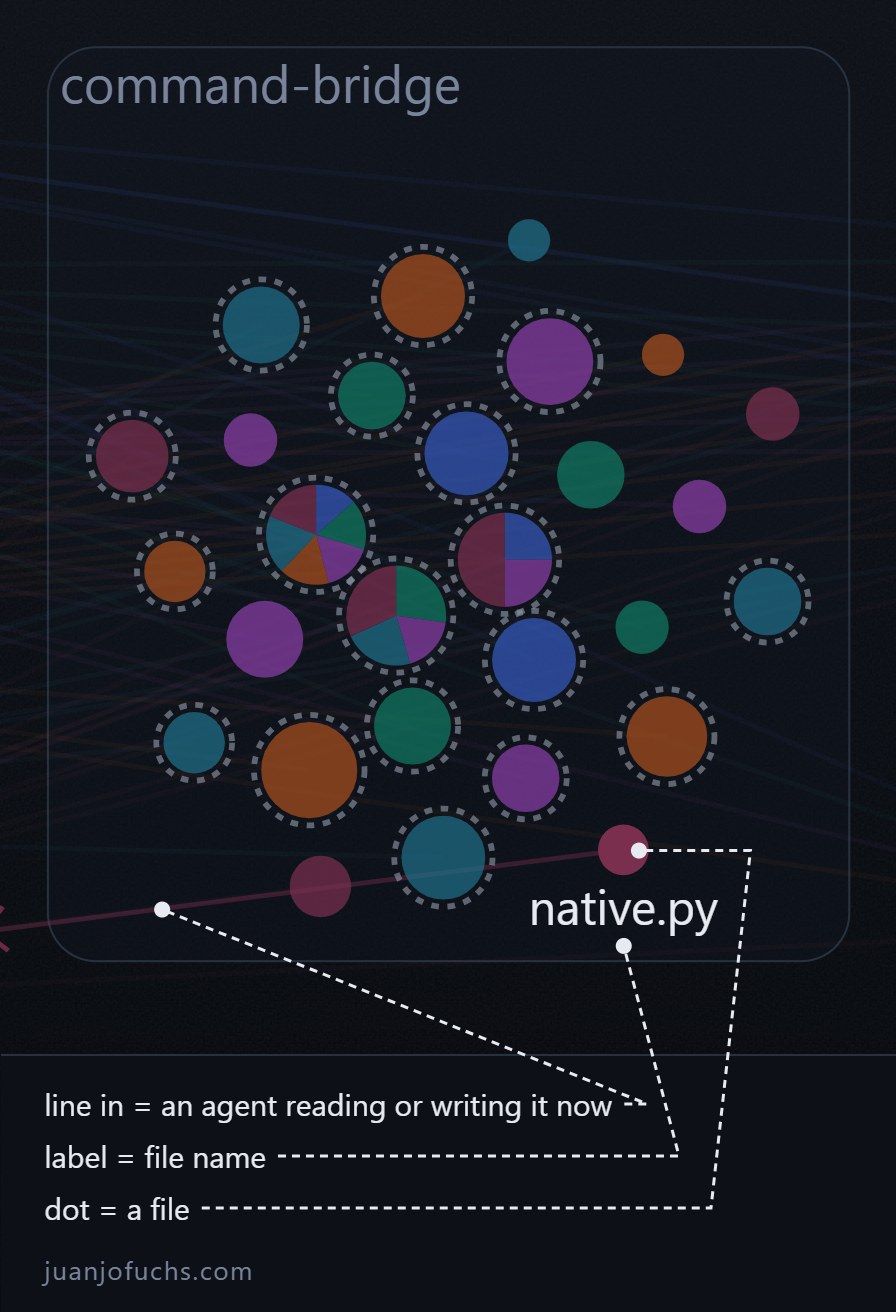 command-bridge
native.py
line in = an agent reading or writing it now
label = file name
dot = a file
juanjofuchs.com